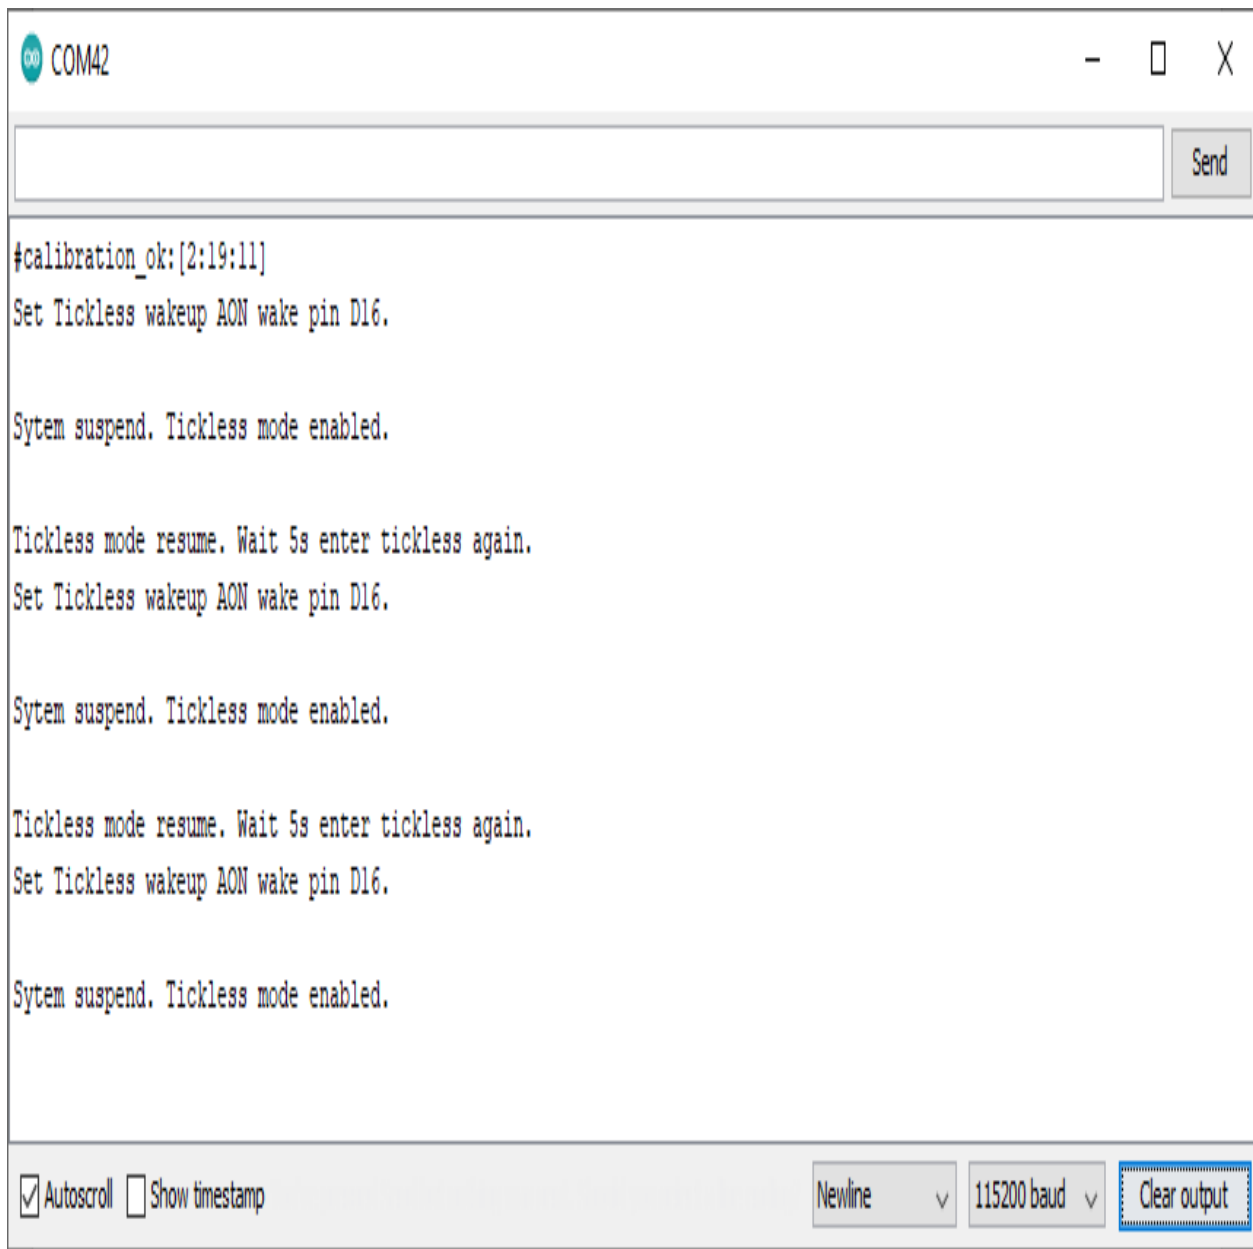 COM42
Send
#calibration_ok:[2:19:11]
Set Tickless wakeup AON wake pin D16.
Sytem suspend. Tickless mode enabled.
Tickless mode resume. Wait 5s enter tickless again.
Set Tickless wakeup AON wake pin D16.
Sytem suspend. Tickless mode enabled.
Tickless mode resume. Wait 5s enter tickless again.
Set Tickless wakeup AON wake pin D16.
Sytem suspend. Tickless mode enabled.
Autoscroll Show timestamp Newline 115200 baud Clear output